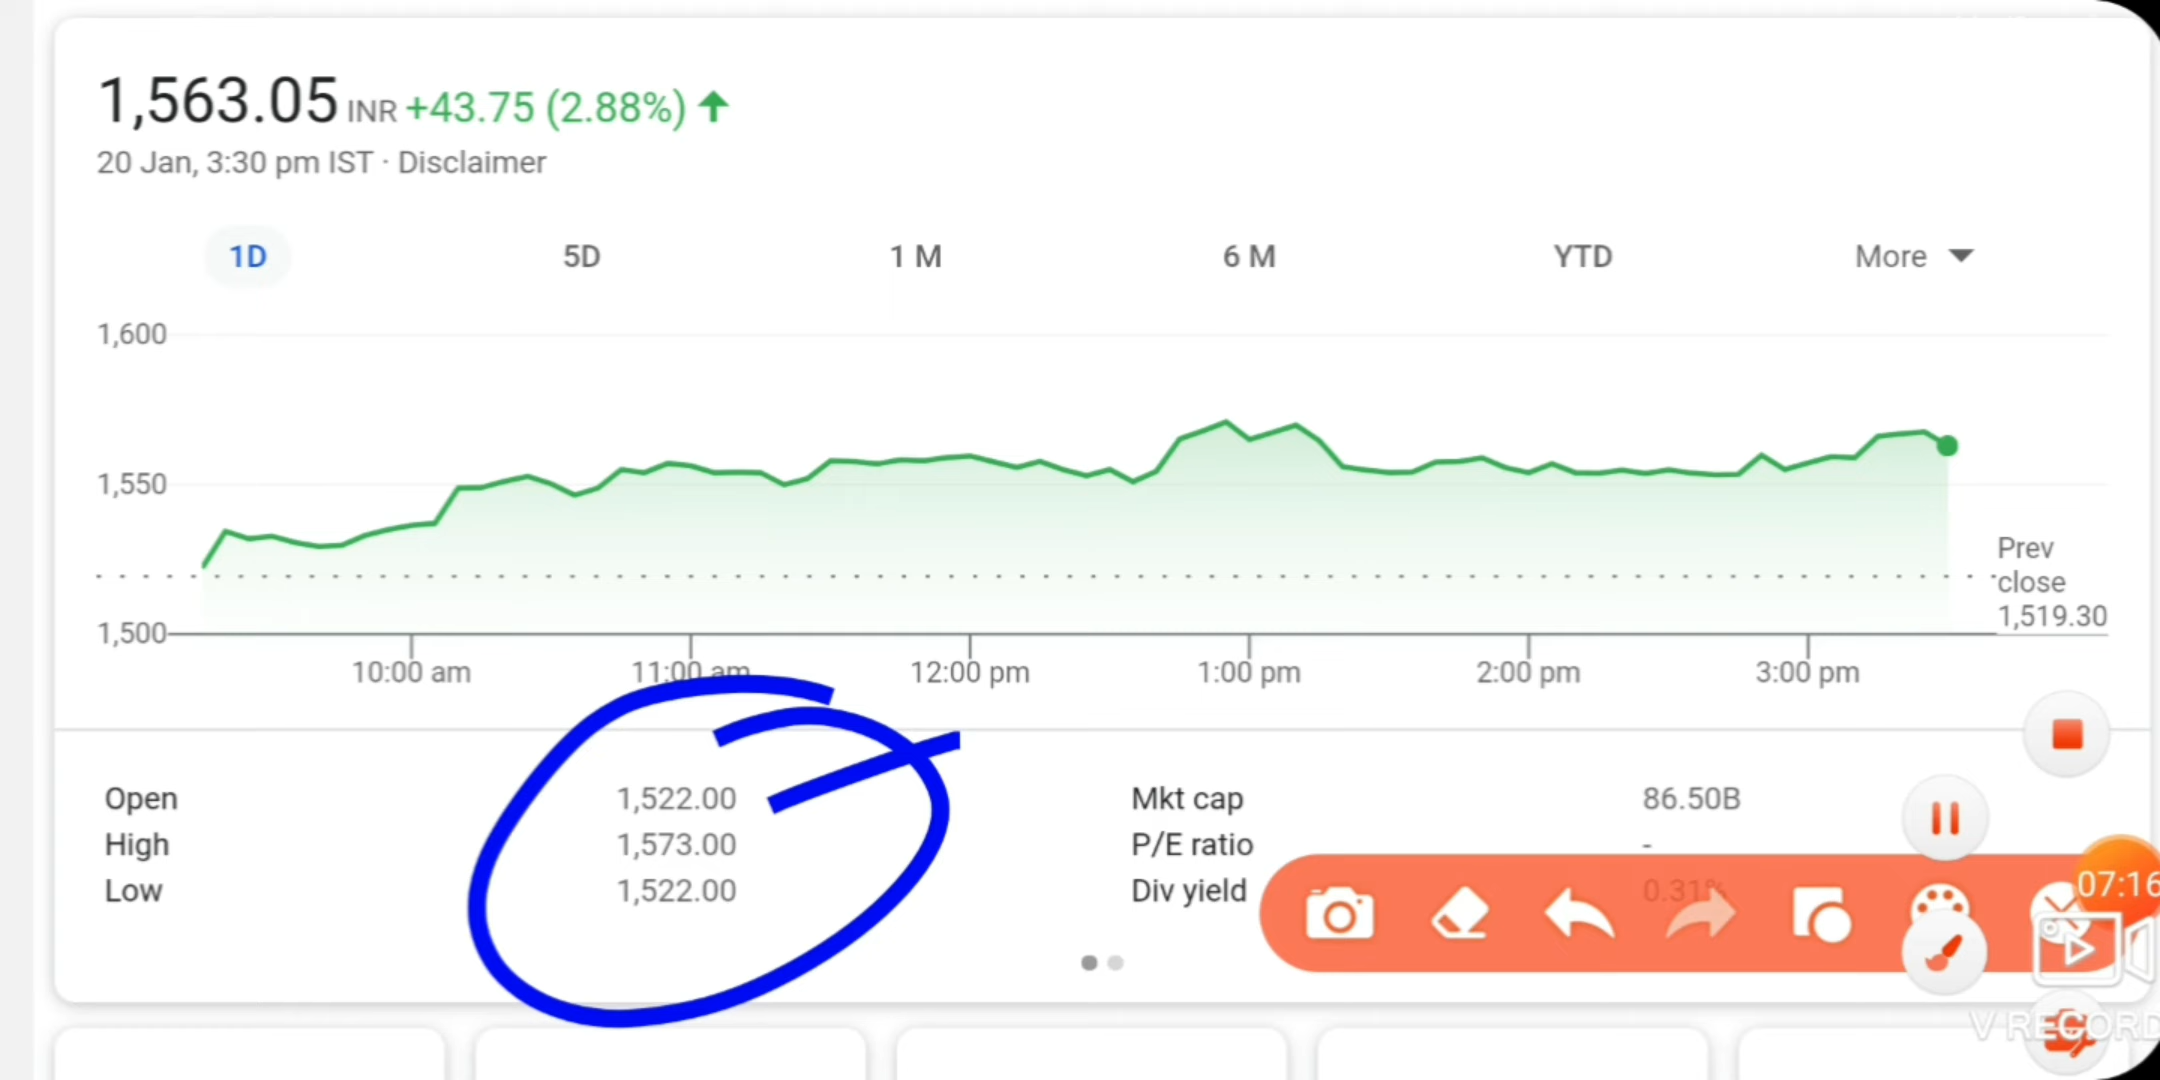 1,563.05 INR +43.75 (2.88%)
20 Jan, 3:30 pm IST · Disclaimer
1D 5D 1 M 6 M YTD More
1,600
1,550
1,500
Prev
close
1,519.30
10:00 am 11:00 am 12:00 pm 1:00 pm 2:00 pm 3:00 pm
Open 1,522.00 Mkt cap 86.50B
High 1,573.00 P/E ratio -
Low 1,522.00 Div yield 0.31%
07:16
V RECORD